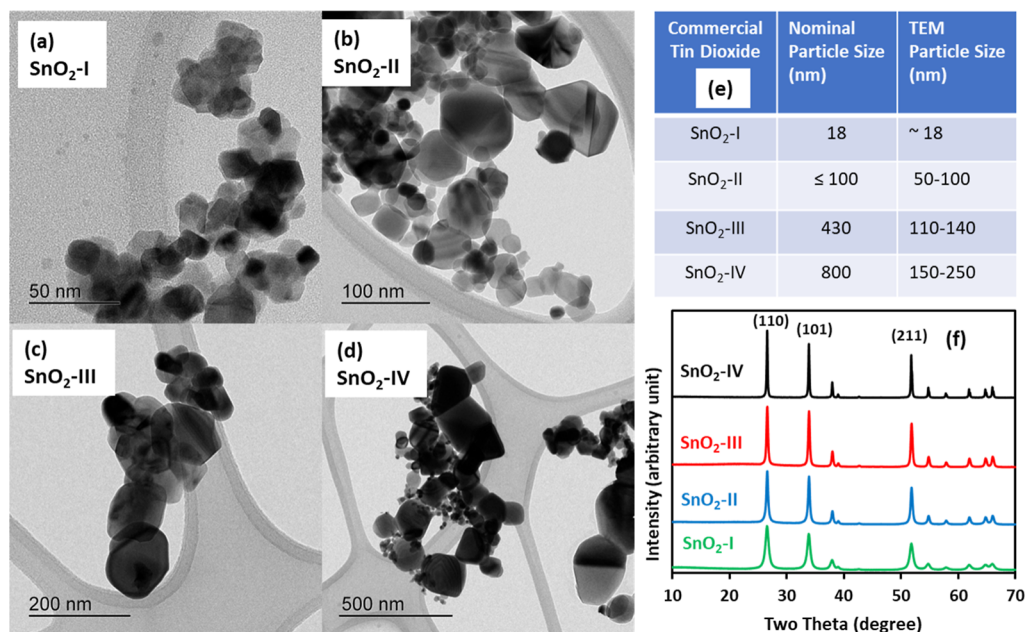 (a)
SnO₂-I
50 nm
(b)
SnO₂-II
100 nm
(c)
SnO₂-III
200 nm
(d)
SnO₂-IV
500 nm
Commercial Tin Dioxide (e) Nominal Particle Size (nm) TEM Particle Size (nm)
SnO₂-I 18 ~ 18
SnO₂-II ≤ 100 50-100
SnO₂-III 430 110-140
SnO₂-IV 800 150-250
(110) (101) (211) (f)
SnO₂-IV
SnO₂-III
SnO₂-II
SnO₂-I
Intensity (arbitrary unit)
10 20 30 40 50 60 70
Two Theta (degree)